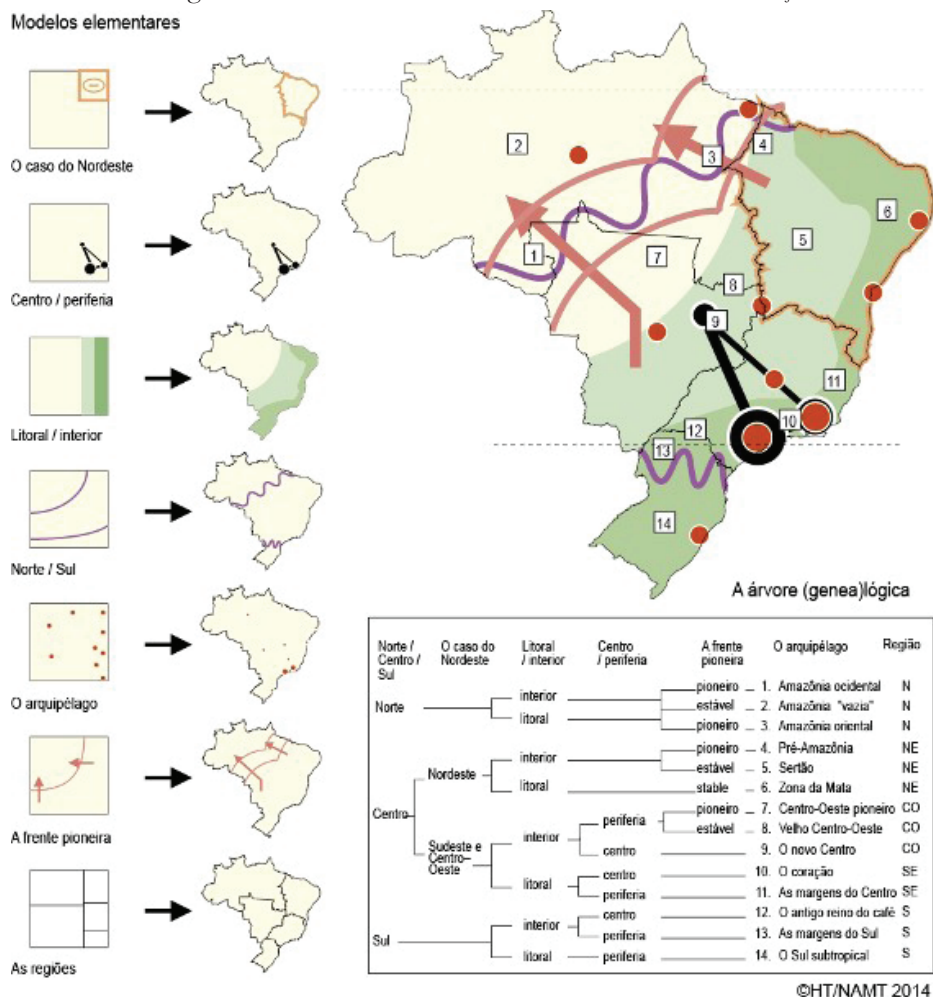 Modelos elementares
O caso do Nordeste
Centro / periferia
Litoral / interior
Norte / Sul
O arquipélago
A frente pioneira
As regiões
1
2
3
4
5
6
7
8
9
10
11
12
13
14
A árvore (genea)lógica
Norte /
Centro /
Sul
O caso do
Nordeste
Litoral
/ interior
Centro
/ periferia
A frente
pioneira
O arquipélago
Região
Norte
interior
pioneiro
1. Amazônia ocidental
N
estável
2. Amazônia "vazia"
N
litoral
pioneiro
3. Amazônia oriental
N
Centro
Nordeste
interior
pioneiro
4. Pré-Amazônia
NE
estável
5. Sertão
NE
litoral
stable
6. Zona da Mata
NE
Sudeste e
Centro-
Oeste
interior
periferia
pioneiro
7. Centro-Oeste pioneiro
CO
estável
8. Velho Centro-Oeste
CO
centro
9. O novo Centro
CO
litoral
centro
10. O coração
SE
periferia
11. As margens do Centro
SE
Sul
interior
centro
12. O antigo reino do café
S
periferia
13. As margens do Sul
S
litoral
periferia
14. O Sul subtropical
S
©HT/NAMT 2014